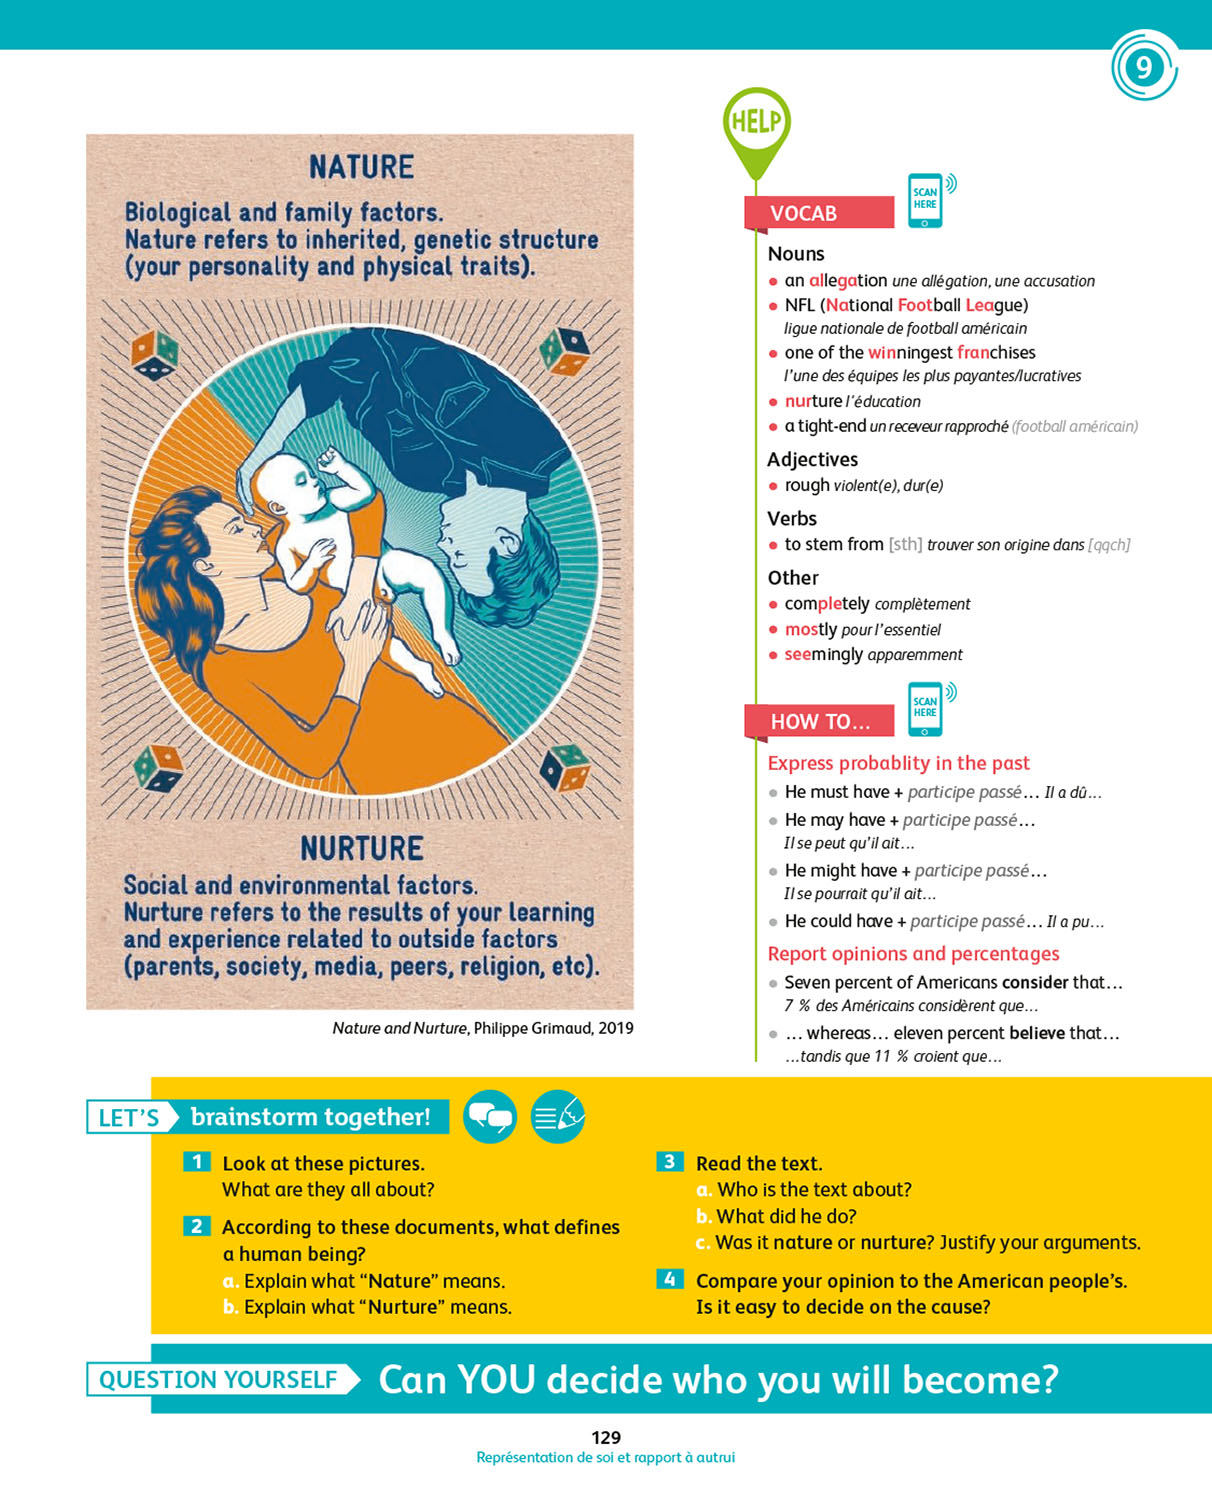 9
NATURE
Biological and family factors.
Nature refers to inherited, genetic structure
(your personality and physical traits).
NURTURE
Social and environmental factors.
Nurture refers to the results of your learning
and experience related to outside factors
(parents, society, media, peers, religion, etc).
Nature and Nurture, Philippe Grimaud, 2019
HELP
VOCAB
SCAN
HERE
Nouns
• an allegation une allégation, une accusation
• NFL (National Football League)
ligue nationale de football américain
• one of the winningest franchises
l'une des équipes les plus payantes/lucratives
• nurture l'éducation
• a tight-end un receveur rapproché (football américain)
Adjectives
• rough violent(e), dur(e)
Verbs
• to stem from [sth] trouver son origine dans [qqch]
Other
• completely complètement
• mostly pour l'essentiel
• seemingly apparemment
HOW TO...
SCAN
HERE
Express probablity in the past
• He must have + participe passé... Il a dû...
• He may have + participe passé...
Il se peut qu'il ait...
• He might have + participe passé...
Il se pourrait qu'il ait...
• He could have + participe passé... Il a pu...
Report opinions and percentages
• Seven percent of Americans consider that...
7 % des Américains considèrent que...
• ... whereas... eleven percent believe that...
...tandis que 11 % croient que...
LET'S brainstorm together!
1 Look at these pictures.
What are they all about?
2 According to these documents, what defines
a human being?
a. Explain what “Nature” means.
b. Explain what “Nurture” means.
3 Read the text.
a. Who is the text about?
b. What did he do?
c. Was it nature or nurture? Justify your arguments.
4 Compare your opinion to the American people's.
Is it easy to decide on the cause?
QUESTION YOURSELF Can YOU decide who you will become?
129
Représentation de soi et rapport à autrui